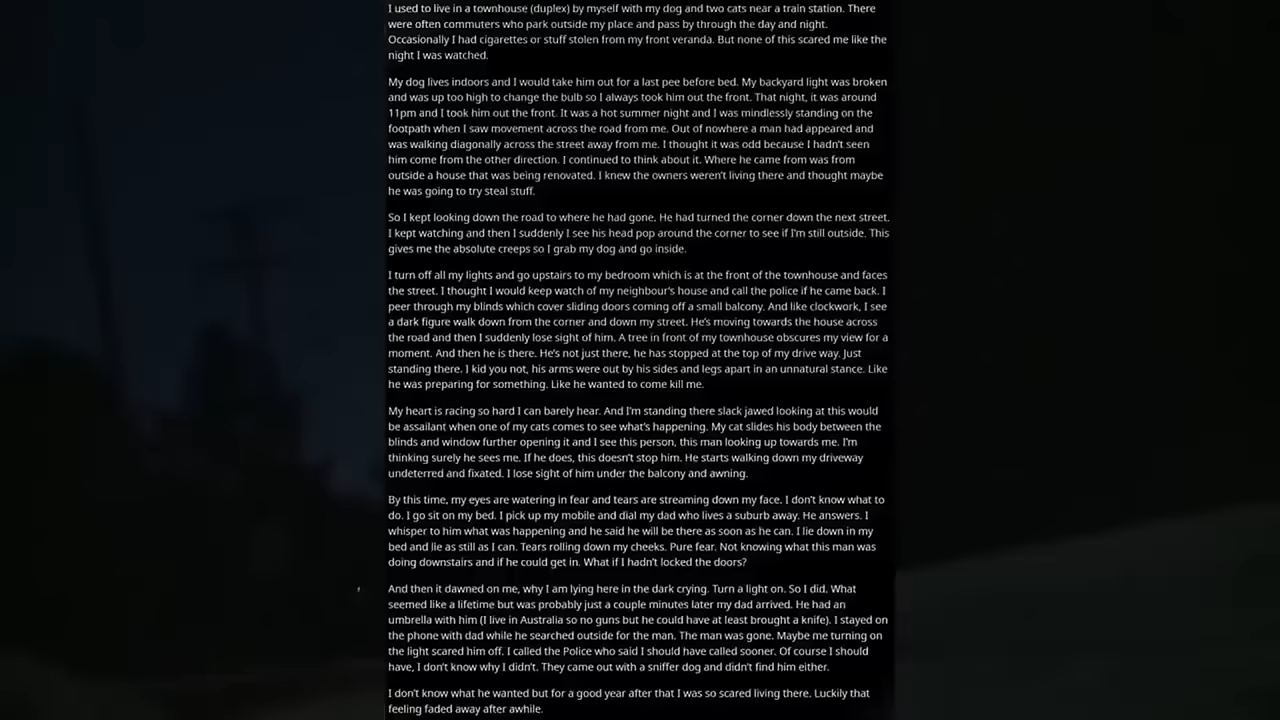 I used to live in a townhouse (duplex) by myself with my dog and two cats near a train station. There
were often commuters who park outside my place and pass by through the day and night.
Occasionally I had cigarettes or stuff stolen from my front veranda. But none of this scared me like the
night I was watched.
My dog lives indoors and I would take him out for a last pee before bed. My backyard light was broken
and was up too high to change the bulb so I always took him out the front. That night, it was around
11pm and I took him out the front. It was a hot summer night and I was mindlessly standing on the
footpath when I saw movement across the road from me. Out of nowhere a man had appeared and
was walking diagonally across the street away from me. I thought it was odd because I hadn't seen
him come from the other direction. I continued to think about it. Where he came from was from
outside a house that was being renovated. I knew the owners weren't living there and thought maybe
he was going to try steal stuff.
So I kept looking down the road to where he had gone. He had turned the corner down the next street.
I kept watching and then I suddenly I see his head pop around the corner to see if I'm still outside. This
gives me the absolute creeps so I grab my dog and go inside.
I turn off all my lights and go upstairs to my bedroom which is at the front of the townhouse and faces
the street. I thought I would keep watch of my neighbour's house and call the police if he came back. I
peer through my blinds which cover sliding doors coming off a small balcony. And like clockwork, I see
a dark figure walk down from the corner and down my street. He's moving towards the house across
the road and then I suddenly lose sight of him. A tree in front of my townhouse obscures my view for a
moment. And then he is there. He's not just there, he has stopped at the top of my drive way. Just
standing there. I kid you not, his arms were out by his sides and legs apart in an unnatural stance. Like
he was preparing for something. Like he wanted to come kill me.
My heart is racing so hard I can barely hear. And I'm standing there slack jawed looking at this would
be assailant when one of my cats comes to see what's happening. My cat slides his body between the
blinds and window further opening it and I see this person, this man looking up towards me. I'm
thinking surely he sees me. If he does, this doesn't stop him. He starts walking down my driveway
undeterred and fixated. I lose sight of him under the balcony and awning.
By this time, my eyes are watering in fear and tears are streaming down my face. I don't know what to
do. I go sit on my bed. I pick up my mobile and dial my dad who lives a suburb away. He answers. I
whisper to him what was happening and he said he will be there as soon as he can. I lie down in my
bed and lie as still as I can. Tears rolling down my cheeks. Pure fear. Not knowing what this man was
doing downstairs and if he could get in. What if I hadn't locked the doors?
And then it dawned on me, why I am lying here in the dark crying. Turn a light on. So I did. What
seemed like a lifetime but was probably just a couple minutes later my dad arrived. He had an
umbrella with him (I live in Australia so no guns but he could have at least brought a knife). I stayed on
the phone with dad while he searched outside for the man. The man was gone. Maybe me turning on
the light scared him off. I called the Police who said I should have called sooner. Of course I should
have, I don't know why I didn't. They came out with a sniffer dog and didn't find him either.
I don't know what he wanted but for a good year after that I was so scared living there. Luckily that
feeling faded away after awhile.